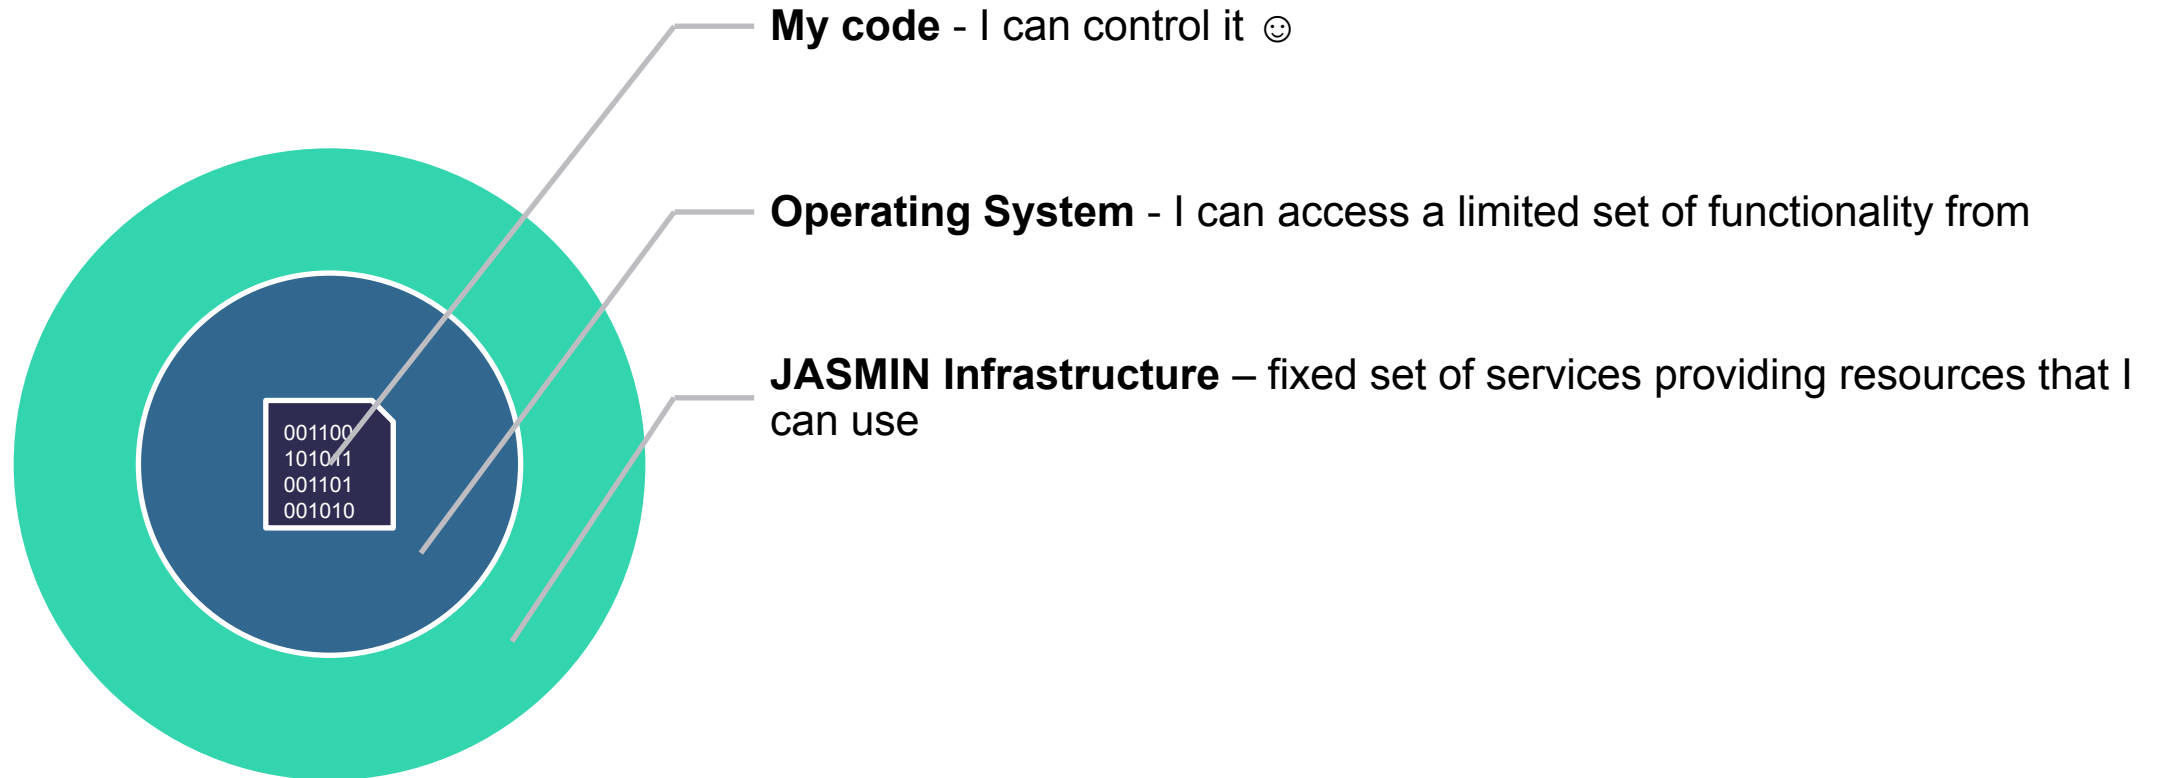 My code - I can control it ☺
Operating System - I can access a limited set of functionality from
JASMIN Infrastructure – fixed set of services providing resources that I
can use
001100
101011
001101
001010